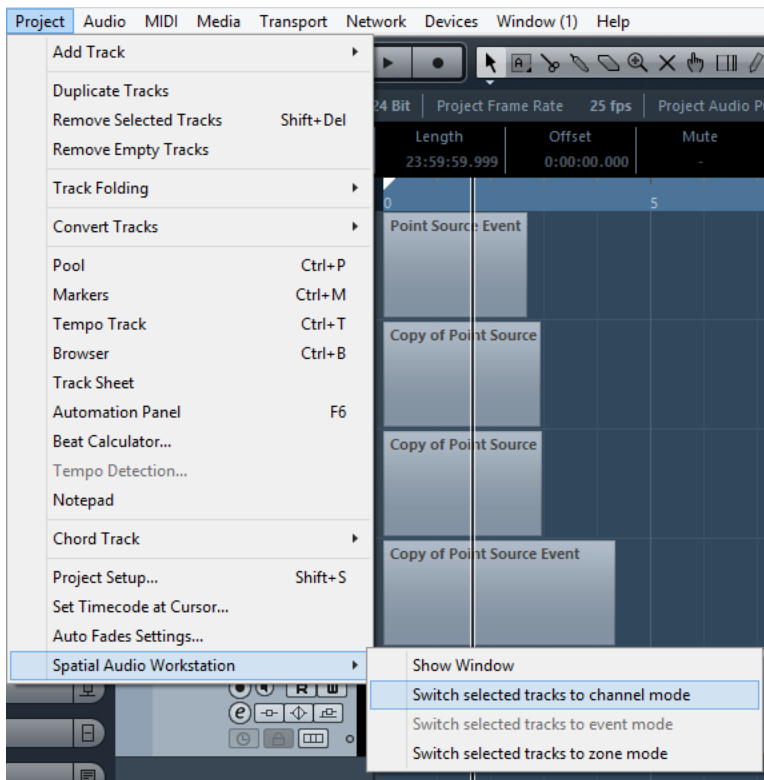 Project Audio MIDI Media Transport Network Devices Window (1) Help
Add Track
Duplicate Tracks
Remove Selected Tracks Shift+Del
Remove Empty Tracks
Track Folding
Convert Tracks
Pool Ctrl+P
Markers Ctrl+M
Tempo Track Ctrl+T
Browser Ctrl+B
Track Sheet
Automation Panel F6
Beat Calculator...
Tempo Detection...
Notepad
Chord Track
Project Setup... Shift+S
Set Timecode at Cursor...
Auto Fades Settings...
Spatial Audio Workstation
Show Window
Switch selected tracks to channel mode
Switch selected tracks to event mode
Switch selected tracks to zone mode
A
24 Bit Project Frame Rate 25 fps Project Audio P
Length Offset Mute
23:59:59.999 0:00:00.000 -
0 5
Point Source Event
Copy of Point Source
Copy of Point Source
Copy of Point Source Event
R W
e